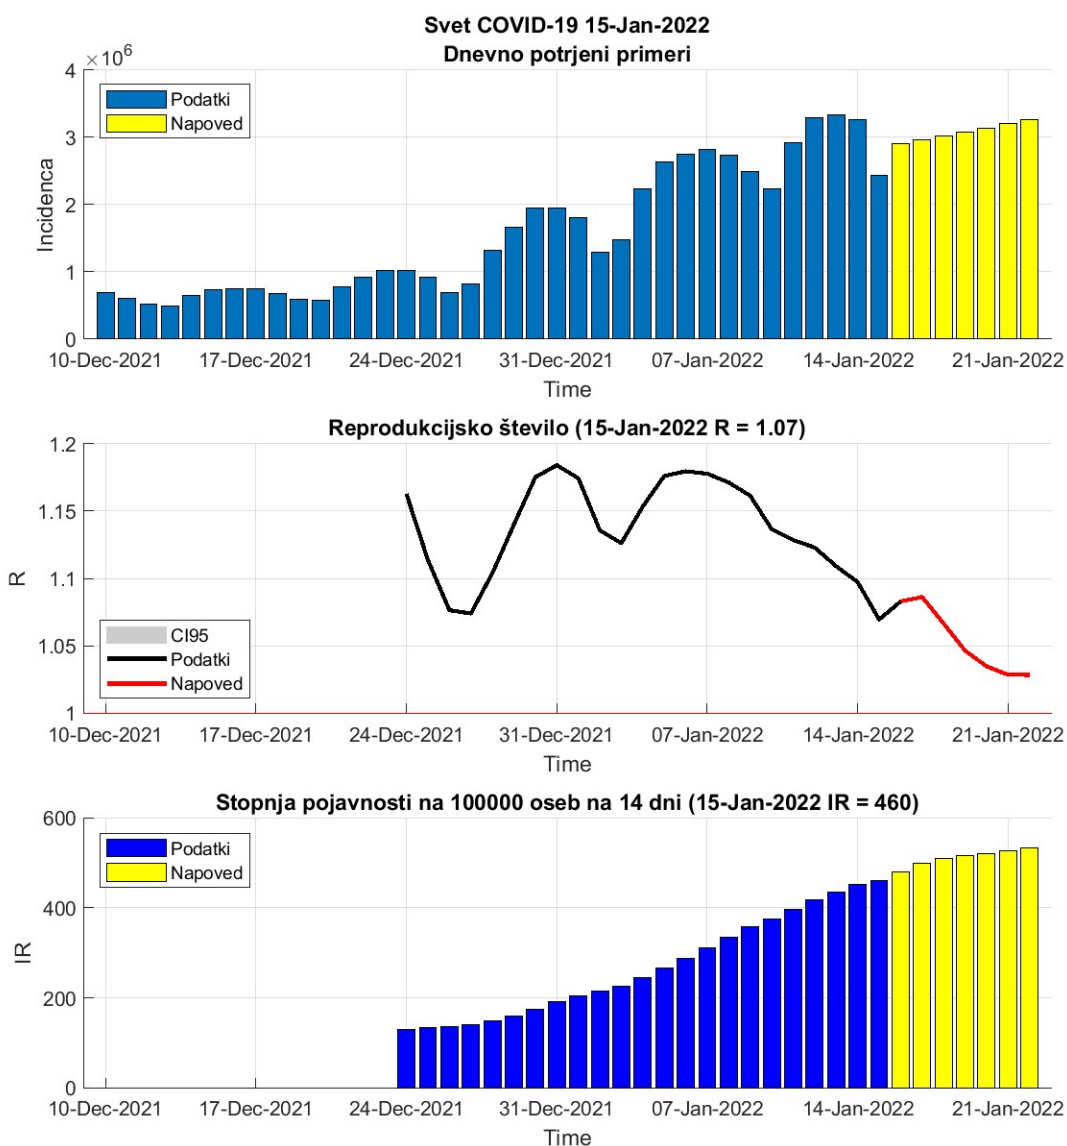 Svet COVID-19 15-Jan-2022
Dnevno potrjeni primeri
×10⁶
4
3
2
1
0
Incidenca
Podatki
Napoved
10-Dec-2021 17-Dec-2021 24-Dec-2021 31-Dec-2021 07-Jan-2022 14-Jan-2022 21-Jan-2022
Time
Reprodukcijsko število (15-Jan-2022 R = 1.07)
1.2
1.15
1.1
1.05
1
R
CI95
Podatki
Napoved
10-Dec-2021 17-Dec-2021 24-Dec-2021 31-Dec-2021 07-Jan-2022 14-Jan-2022 21-Jan-2022
Time
Stopnja pojavnosti na 100000 oseb na 14 dni (15-Jan-2022 IR = 460)
600
400
200
0
IR
Podatki
Napoved
10-Dec-2021 17-Dec-2021 24-Dec-2021 31-Dec-2021 07-Jan-2022 14-Jan-2022 21-Jan-2022
Time